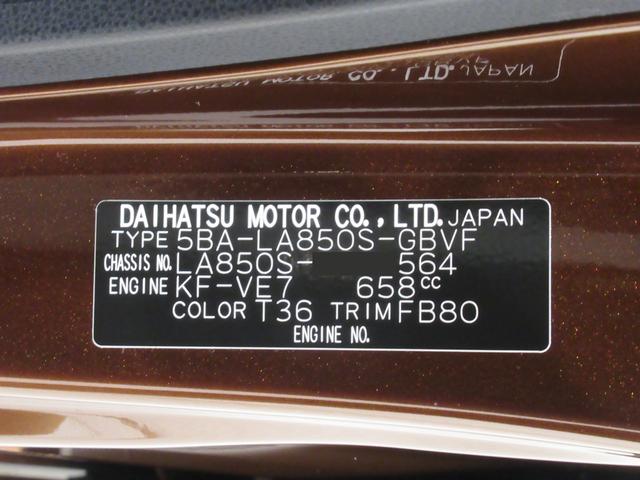 DAIHATSU MOTOR CO., LTD. JAPAN
TYPE 5BA-LA850S-GBVF
CHASSIS NO. LA850S- 564
ENGINE KF-VE7 658cc
COLOR T36 TRIM FB80
ENGINE NO.